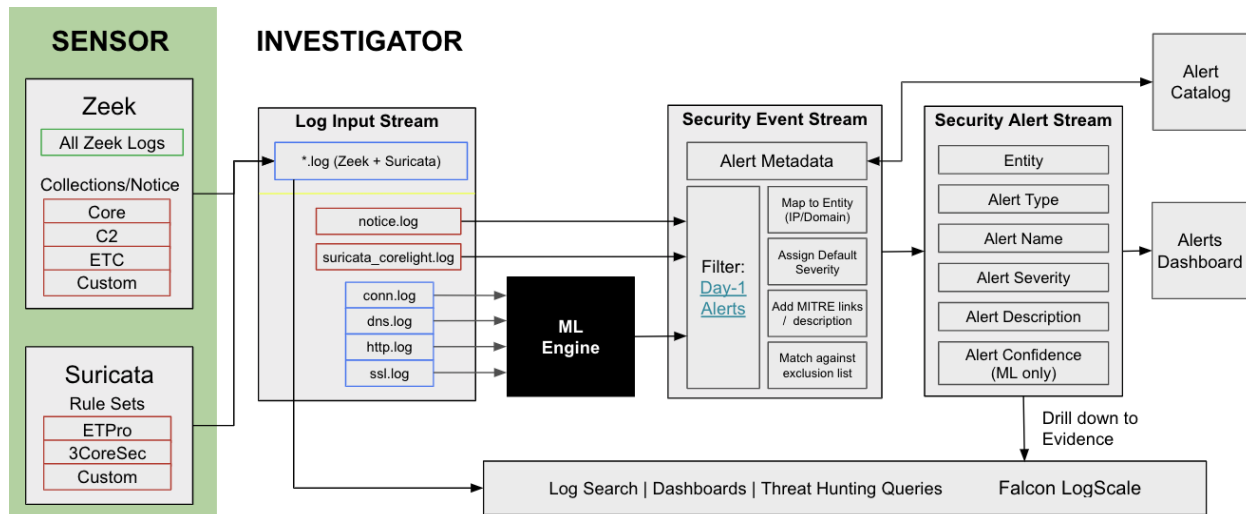 SENSOR
INVESTIGATOR
Zeek
All Zeek Logs
Collections/Notice
Core
C2
ETC
Custom
Suricata
Rule Sets
ETPro
3CoreSec
Custom
Log Input Stream
*.log (Zeek + Suricata)
notice.log
suricata_corelight.log
conn.log
dns.log
http.log
ssl.log
ML
Engine
Security Event Stream
Alert Metadata
Filter:
Day-1
Alerts
Map to Entity
(IP/Domain)
Assign Default
Severity
Add MITRE links
/ description
Match against
exclusion list
Security Alert Stream
Entity
Alert Type
Alert Name
Alert Severity
Alert Description
Alert Confidence
(ML only)
Alert
Catalog
Alerts
Dashboard
Drill down to
Evidence
Log Search | Dashboards | Threat Hunting Queries Falcon LogScale